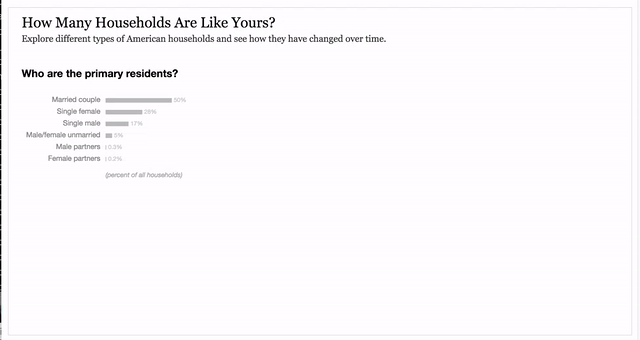 How Many Households Are Like Yours?
Explore different types of American households and see how they have changed over time.
Who are the primary residents?
Married couple 50%
Single female 28%
Single male 17%
Male/female unmarried 5%
Male partners 0.3%
Female partners 0.2%
(percent of all households)